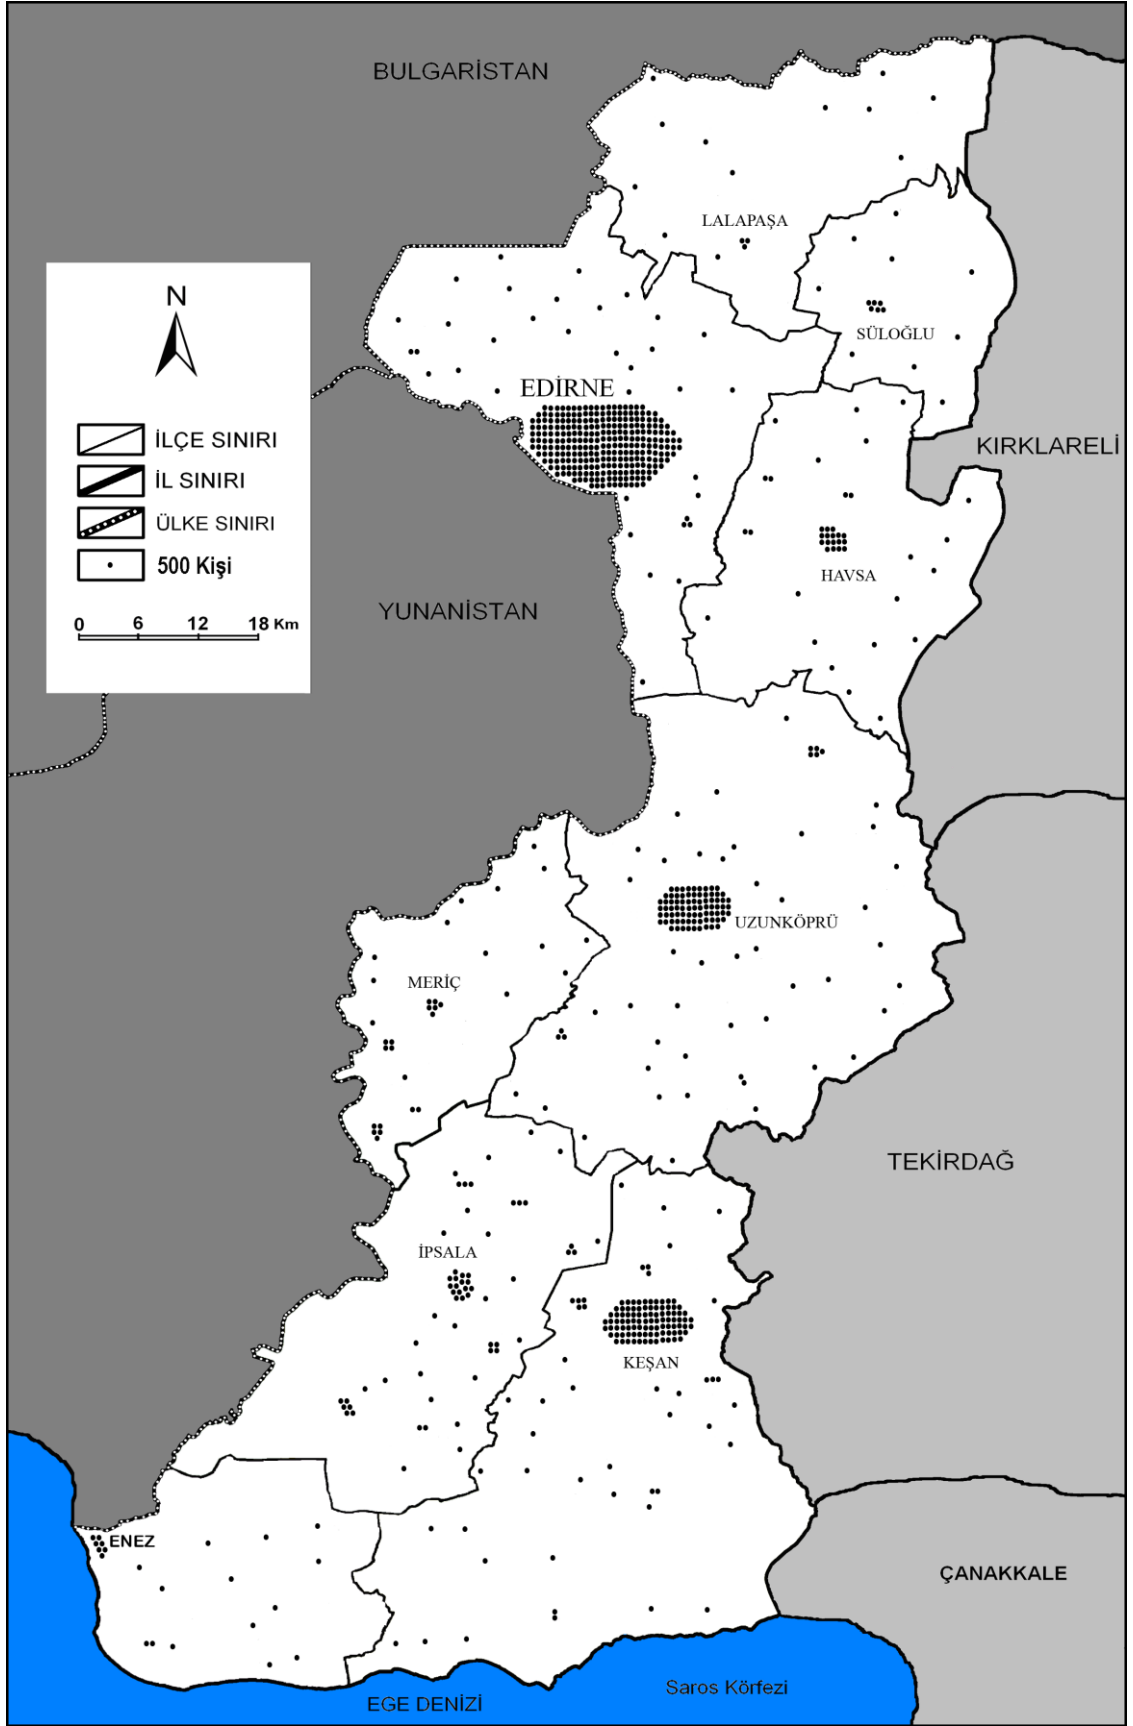 BULGARİSTAN
LALAPAŞA
N
SÜLOĞLU
EDİRNE
KIRKLARELİ
İLÇE SINIRI
İL SINIRI
ÜLKE SINIRI
500 Kişi
0 6 12 18 Km
HAVSA
YUNANİSTAN
UZUNKÖPRÜ
MERİÇ
TEKİRDAĞ
İPSALA
KEŞAN
ENEZ
ÇANAKKALE
Saros Körfezi
EGE DENİZİ